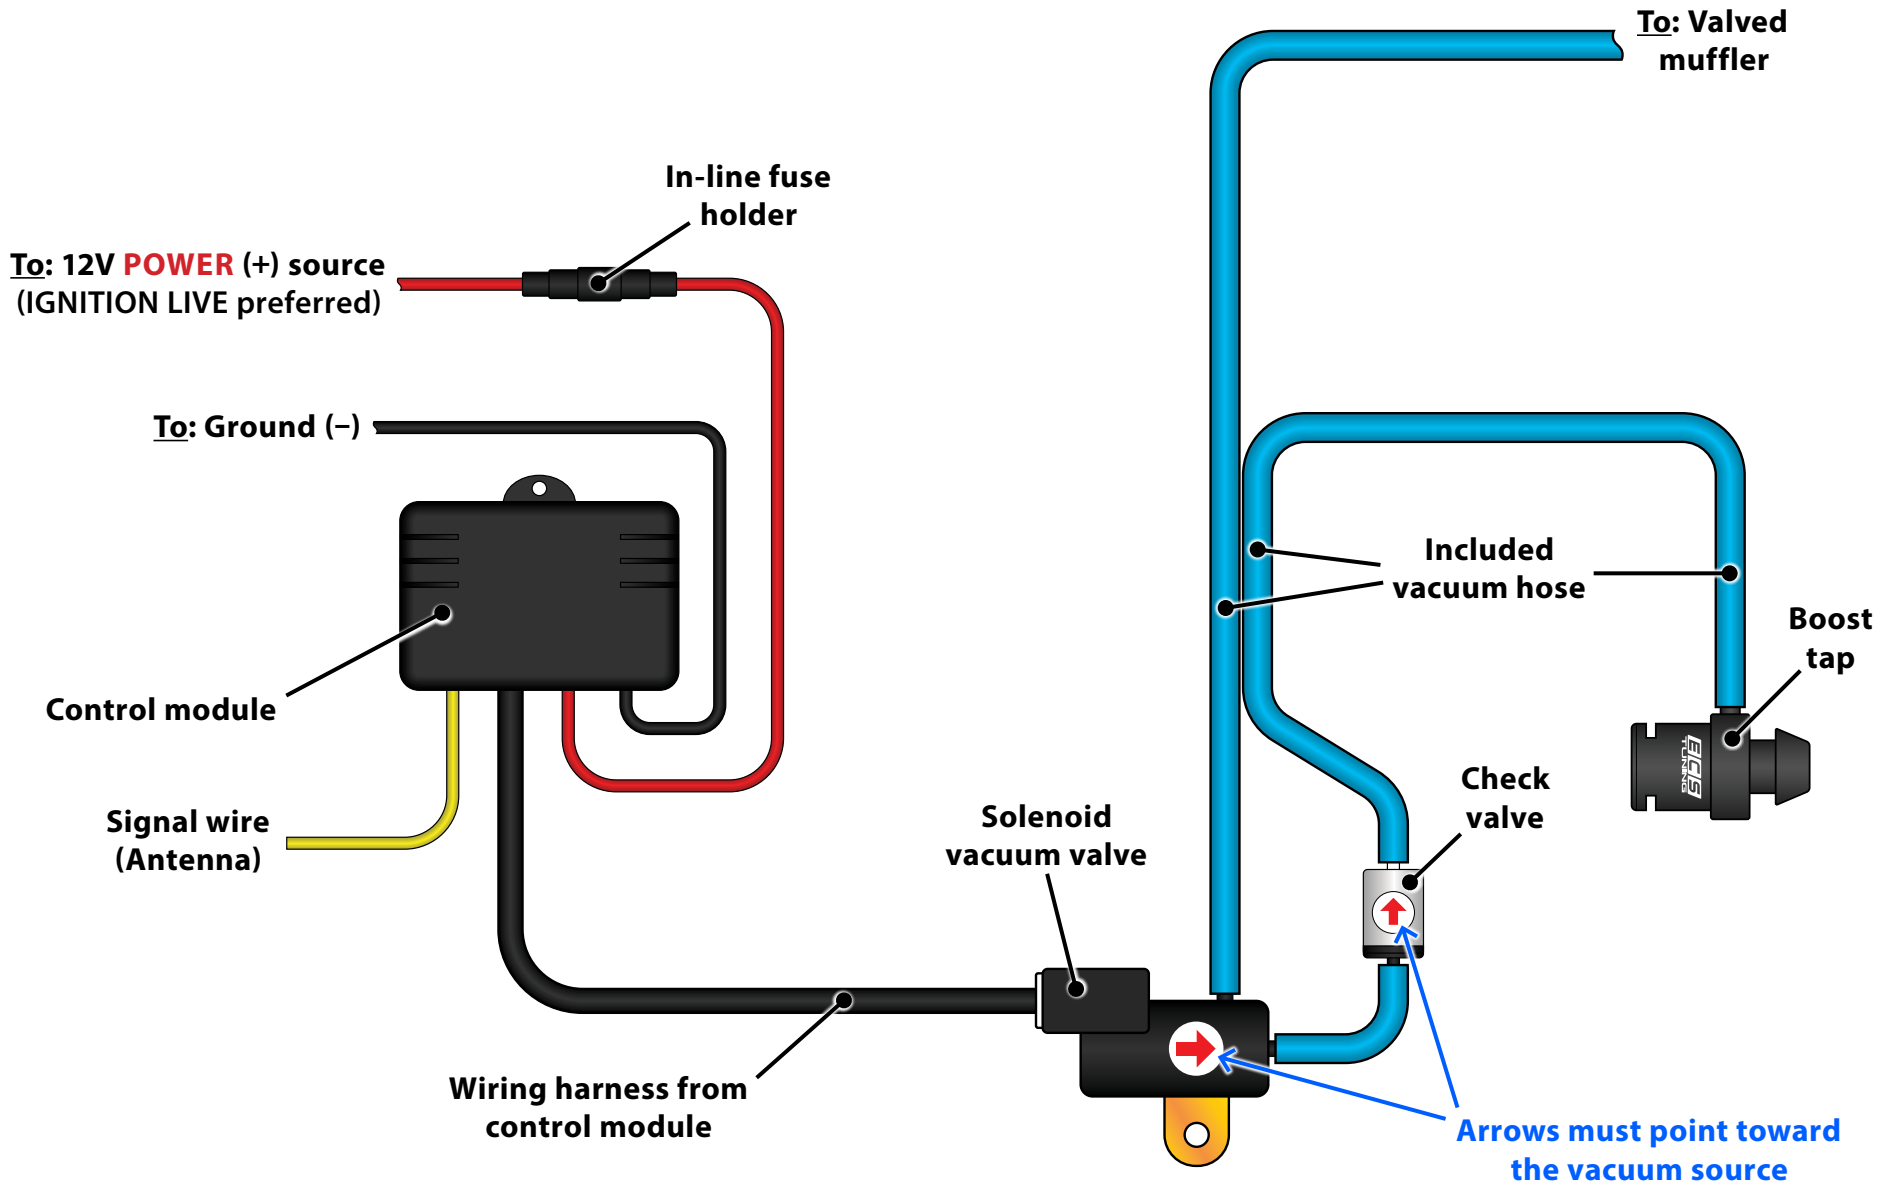 To: Valved
muffler
In-line fuse
holder
To: 12V POWER (+) source
(IGNITION LIVE preferred)
To: Ground (–)
Included
vacuum hose
Boost
tap
BGS
TUNING
Control module
Check
valve
Signal wire
(Antenna)
Solenoid
vacuum valve
Wiring harness from
control module
Arrows must point toward
the vacuum source